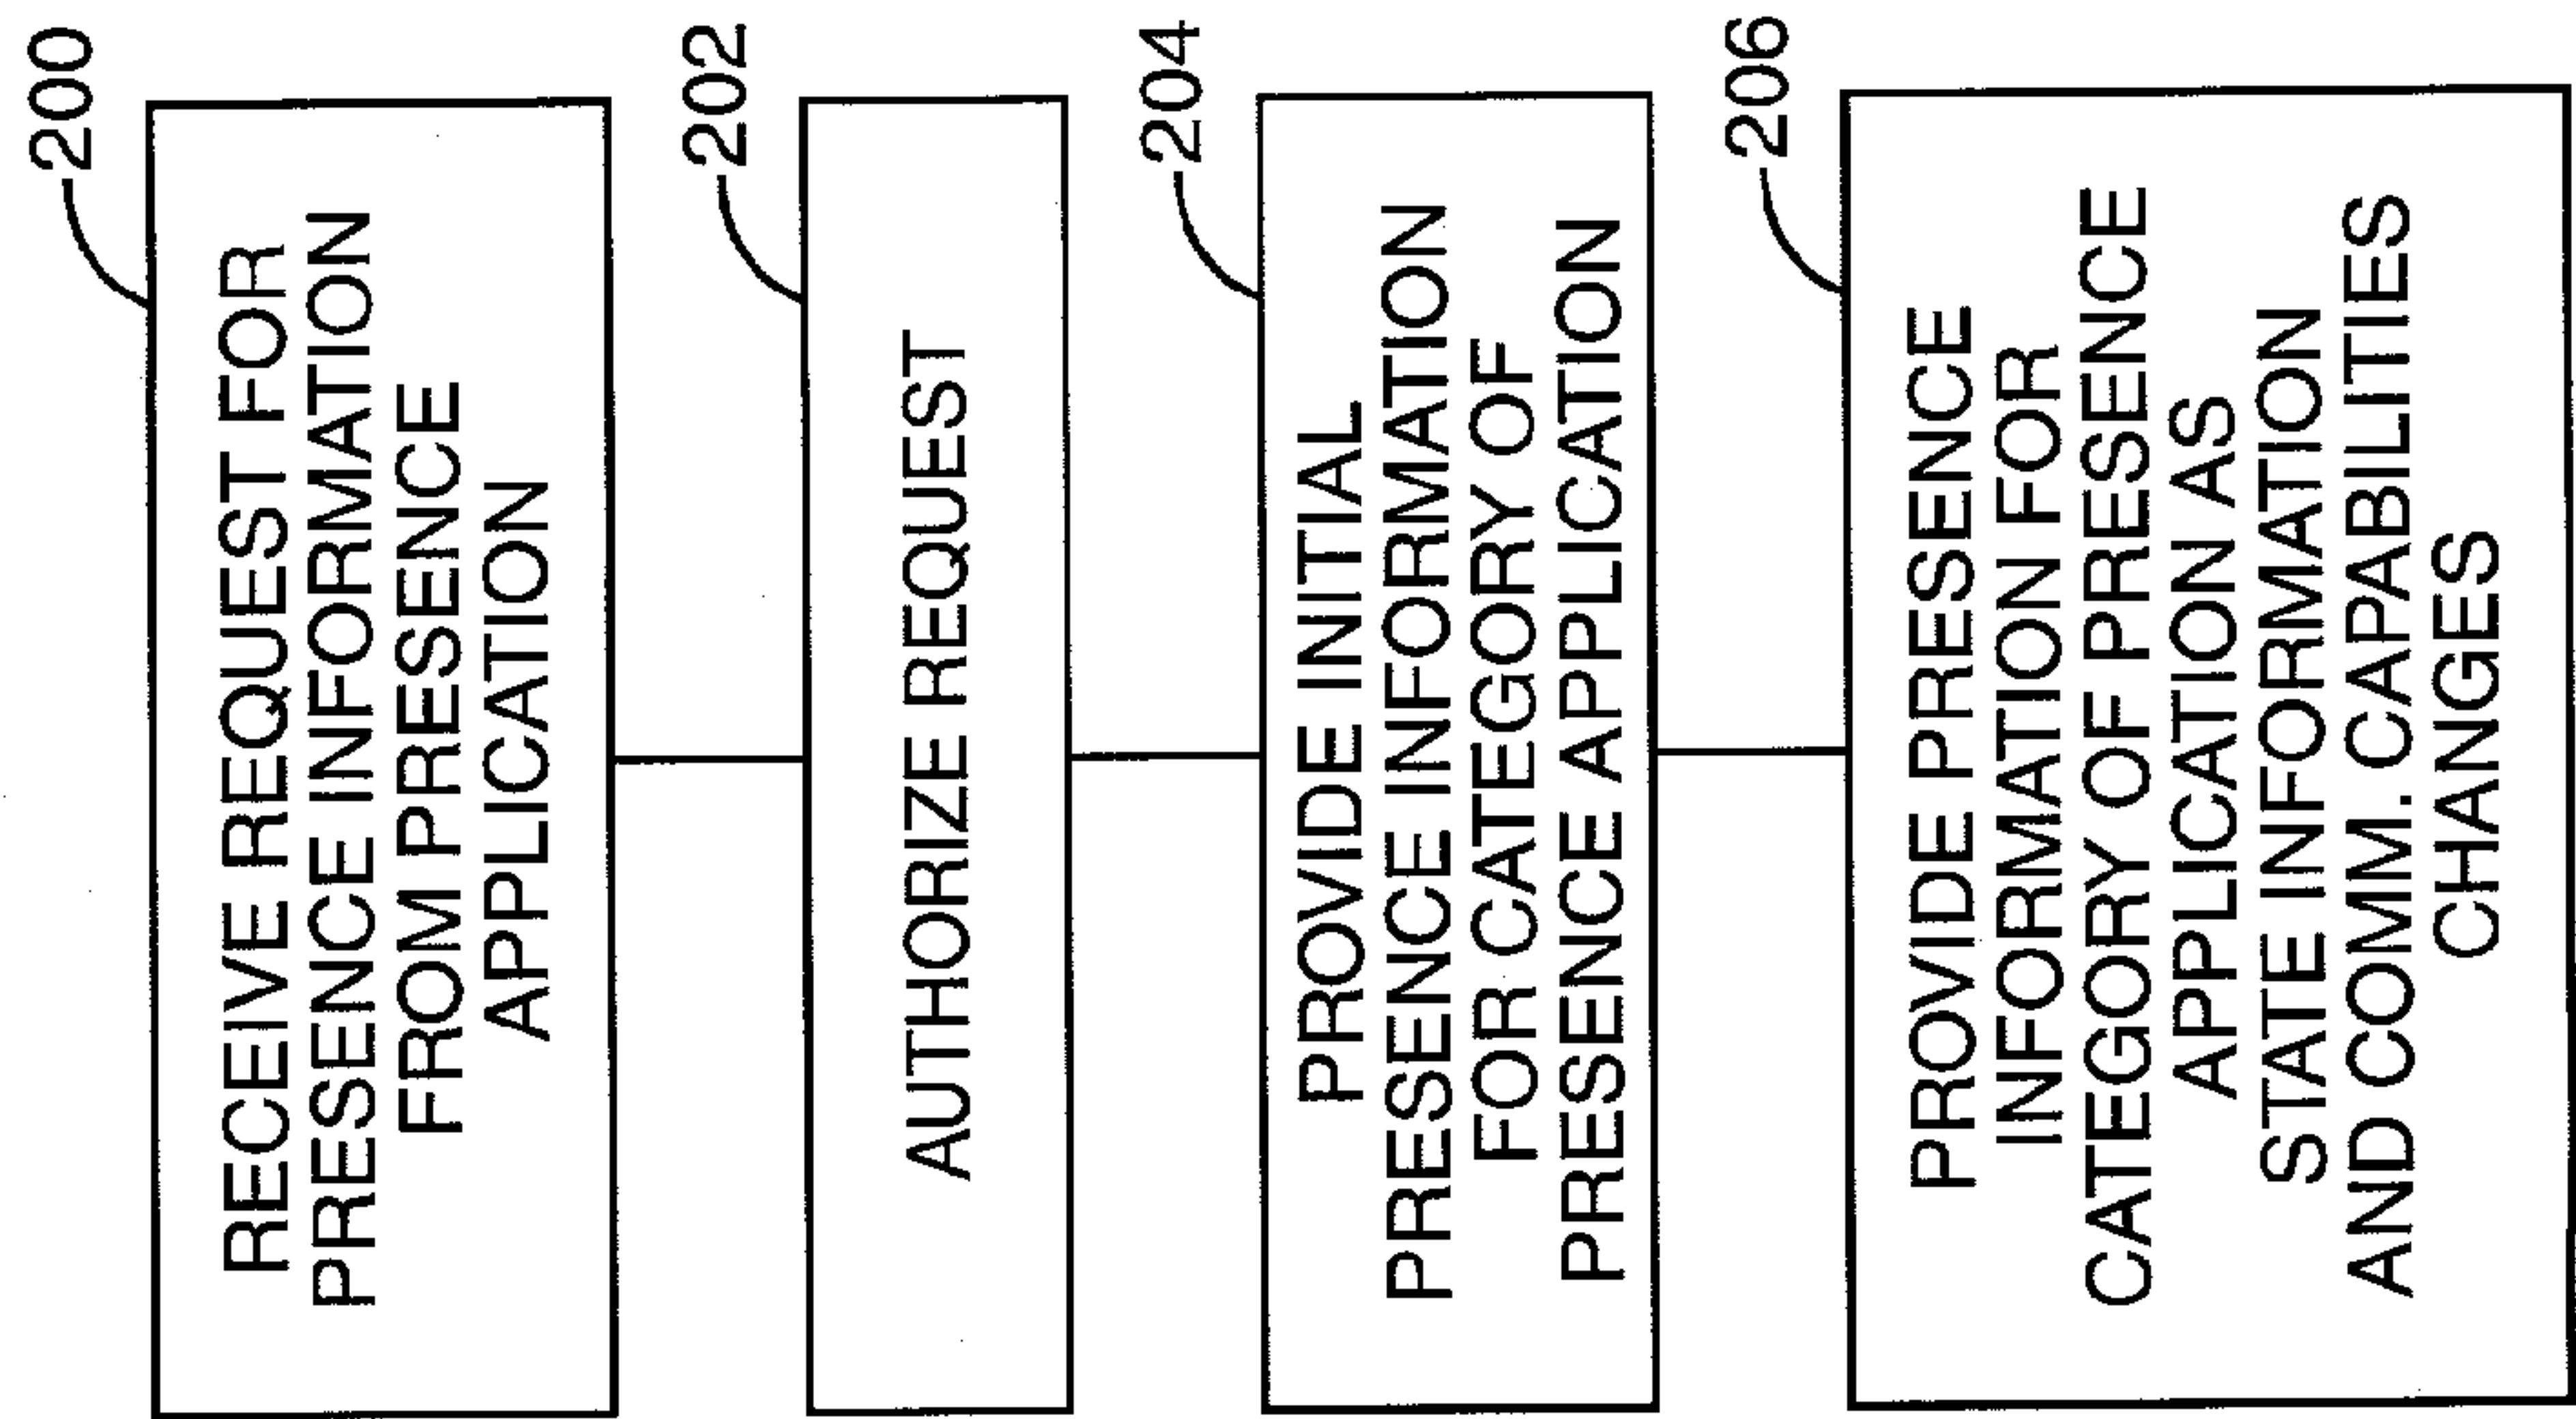 200
RECEIVE REQUEST FOR
PRESENCE INFORMATION
FROM PRESENCE
APPLICATION
202
AUTHORIZE REQUEST
204
PROVIDE INITIAL
PRESENCE INFORMATION
FOR CATEGORY OF
PRESENCE APPLICATION
206
PROVIDE PRESENCE
INFORMATION FOR
CATEGORY OF PRESENCE
APPLICATION AS
STATE INFORMATION
AND COMM. CAPABILITIES
CHANGES